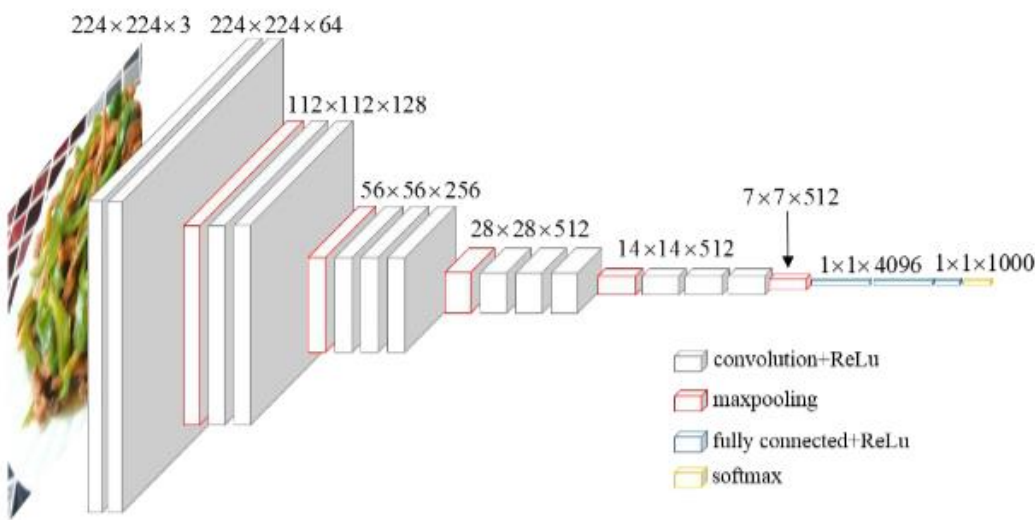 224×224×3
224×224×64
112×112×128
56×56×256
28×28×512
14×14×512
7×7×512
1×1×4096
1×1×1000
convolution+ReLu
maxpooling
fully connected+ReLu
softmax